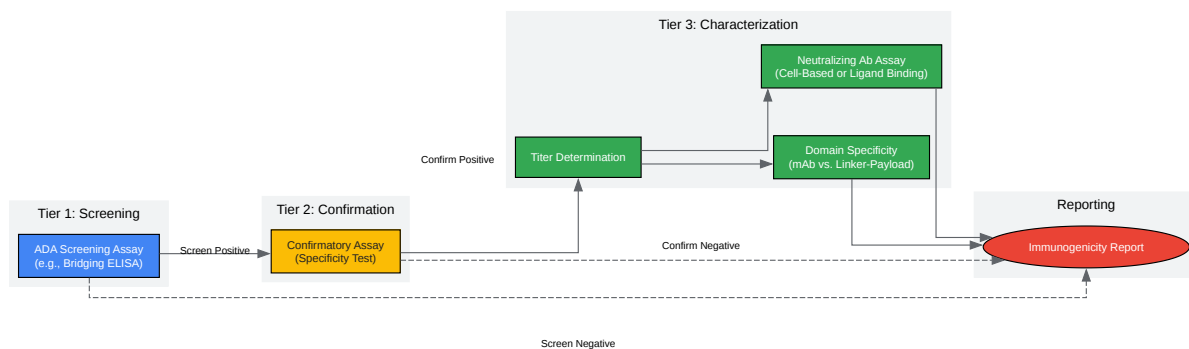 Tier 3: Characterization
Neutralizing Ab Assay
(Cell-Based or Ligand Binding)
Titer Determination
Domain Specificity
(mAb vs. Linker-Payload)
Confirm Positive
Tier 1: Screening
ADA Screening Assay
(e.g., Bridging ELISA)
Screen Positive
Tier 2: Confirmation
Confirmatory Assay
(Specificity Test)
Confirm Negative
Reporting
Immunogenicity Report
Screen Negative